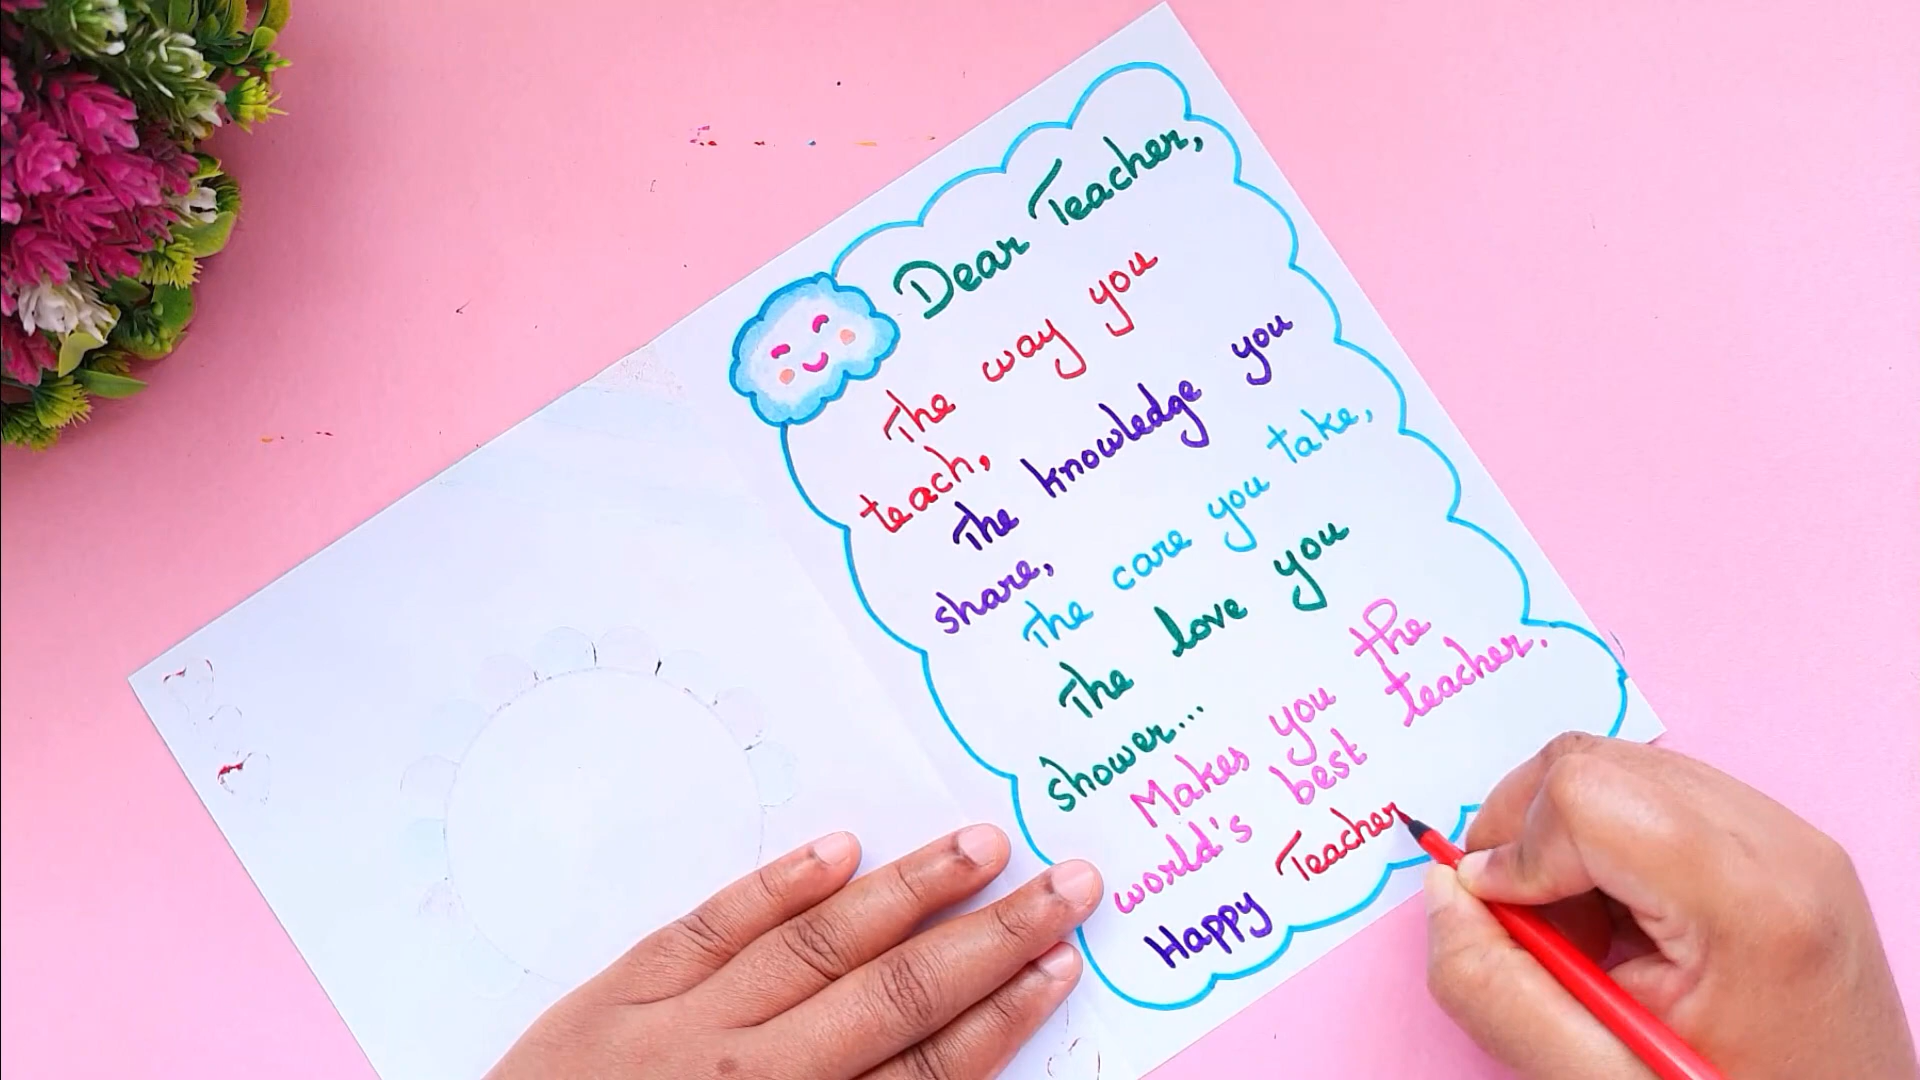 Dear Teacher,
The way you
teach,
The knowledge you
share,
The care you take,
The love you
shower...
Makes you the
world's best teacher.
Happy Teacher